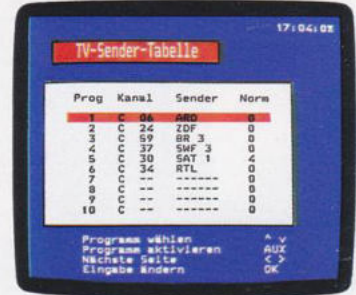 17:04:02
TV-Sender-Tabelle
Prog Kanal Sender Norm
1 C 06 ARD 0
2 C 24 ZDF 0
3 C 59 BR 3 0
4 C 37 SWF 3 0
5 C 30 SAT 1 4
6 C 34 RTL 0
7 C -- ------ 0
8 C -- ------ 0
9 C -- ------ 0
10 C -- ------ 0
Programm wählen ^ v
Programm aktivieren AUX
Nächste Seite < >
Eingabe ändern OK